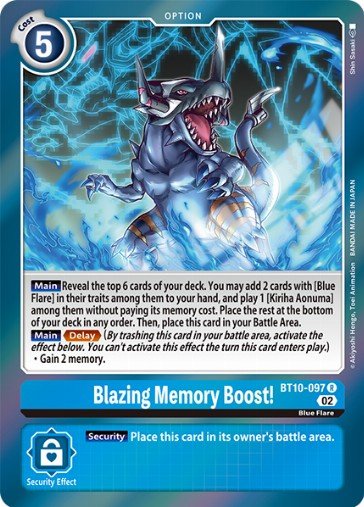 OPTION
Cost
5
Shin Sasaki
©Akiyoshi Hongo, Toei Animation BANDAI MADE IN JAPAN
Main Reveal the top 6 cards of your deck. You may add 2 cards with [Blue
Flare] in their traits among them to your hand, and play 1 [Kiriha Aonuma]
among them without paying its memory cost. Place the rest at the bottom
of your deck in any order. Then, place this card in your Battle Area.
Main Delay (By trashing this card in your battle area, activate the
effect below. You can't activate this effect the turn this card enters play.)
・Gain 2 memory.
Blazing Memory Boost!
BT10-097 R
02
Blue Flare
Security Place this card in its owner's battle area.
Security Effect